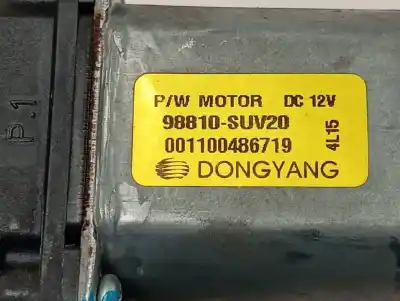 P/W MOTOR DC 12V
98810-SUV20
001100486719
4L15
DONGYANG
P.1